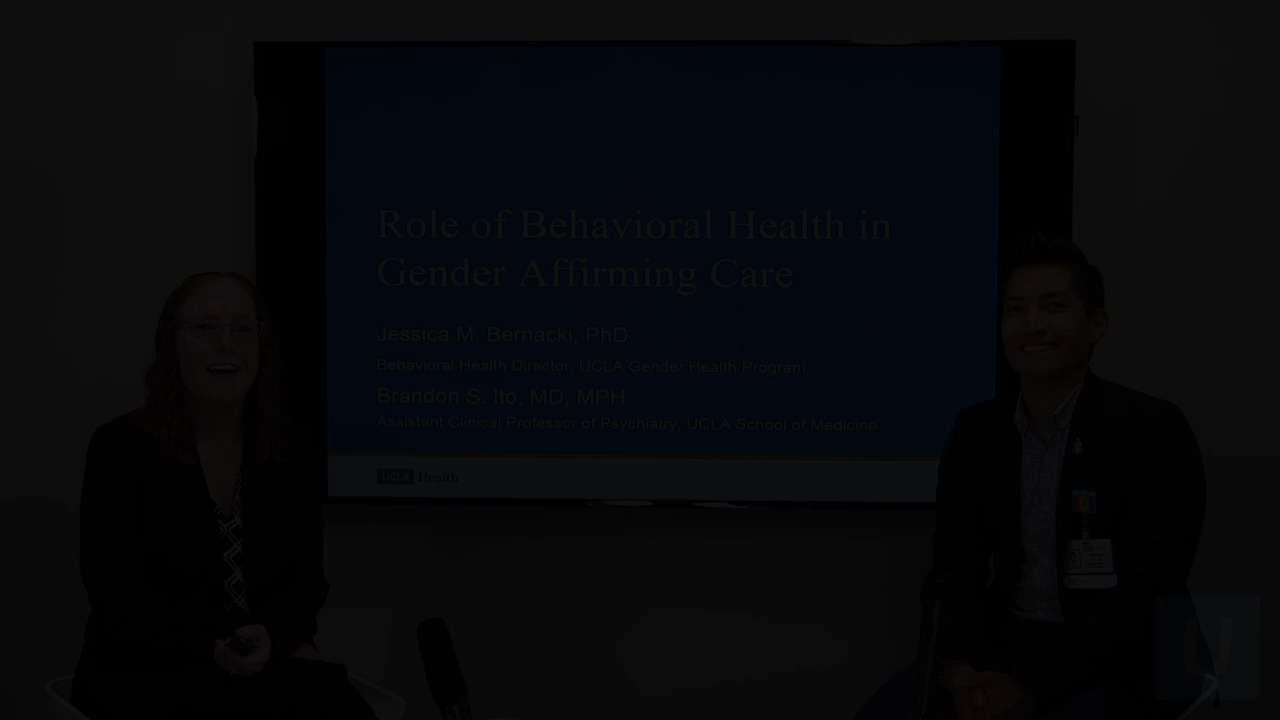 Role of Behavioral Health in
Gender Affirming Care
Jessica M. Bernacki, PhD
Behavioral Health Director, UCLA Gender Health Program
Brandon S. Ito, MD, MPH
Assistant Clinical Professor of Psychiatry, UCLA School of Medicine
UCLA Health
U